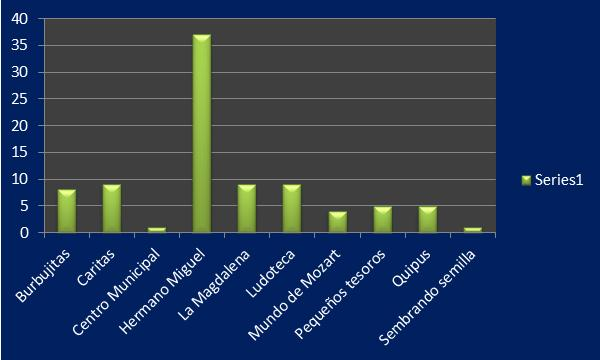 40
35
30
25
20
15
10
5
0
Burbujitas
Caritas
Centro Municipal
Hermano Miguel
La Magdalena
Ludoteca
Mundo de Mozart
Pequeños tesoros
Quipus
Sembrando semilla
Series1